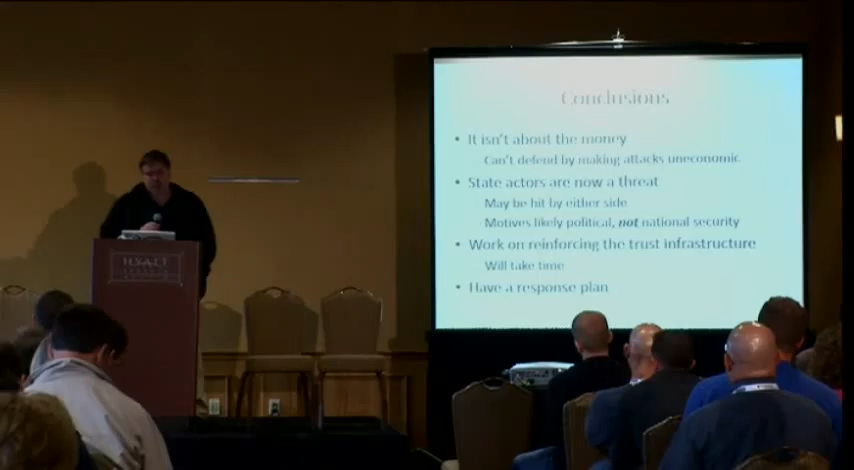 HYATT
Conclusions
• It isn't about the money
Can't defend by making attacks uneconomic
• State actors are now a threat
May be hit by either side
Motives likely political, not national security
• Work on reinforcing the trust infrastructure
Will take time
• Have a response plan